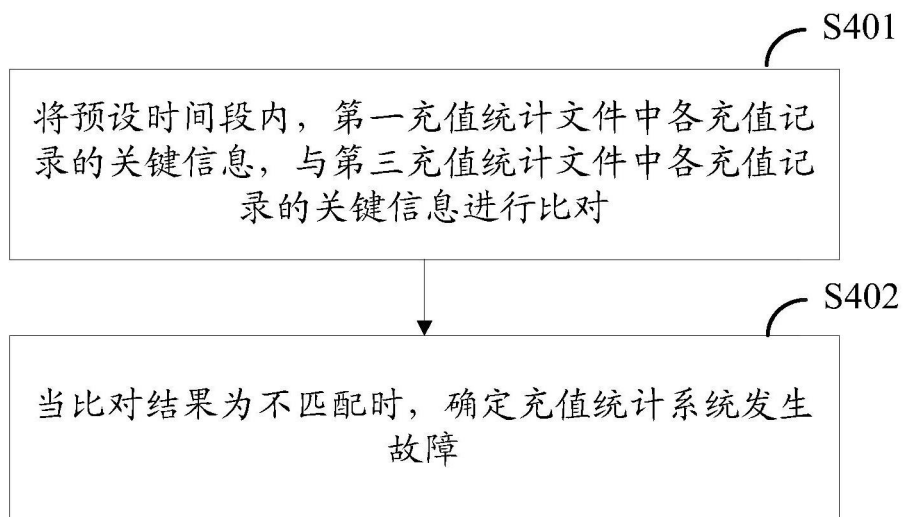 S401
将预设时间段内，第一充值统计文件中各充值记
录的关键信息，与第三充值统计文件中各充值记
录的关键信息进行比对
S402
当比对结果为不匹配时，确定充值统计系统发生
故障